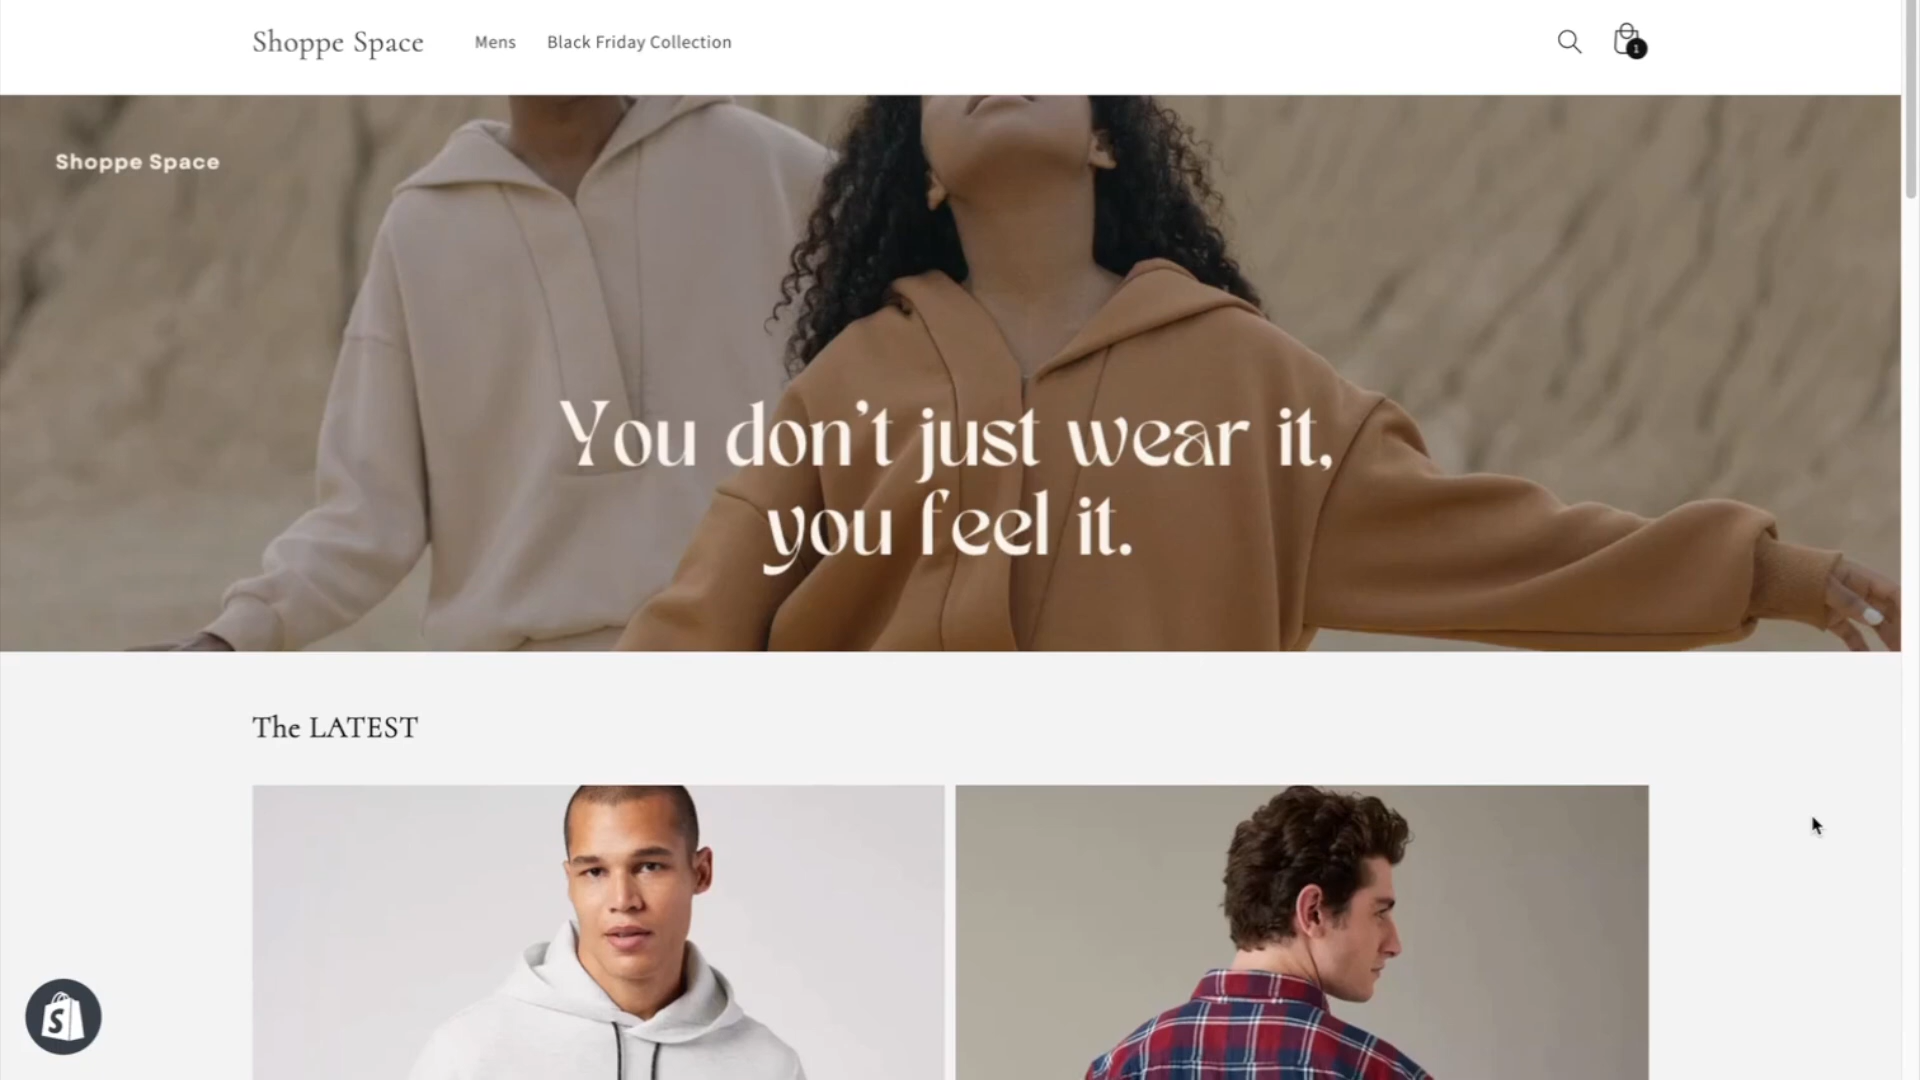 Shoppe Space
Mens
Black Friday Collection
1
Shoppe Space
You don't just wear it,
you feel it.
The LATEST
S